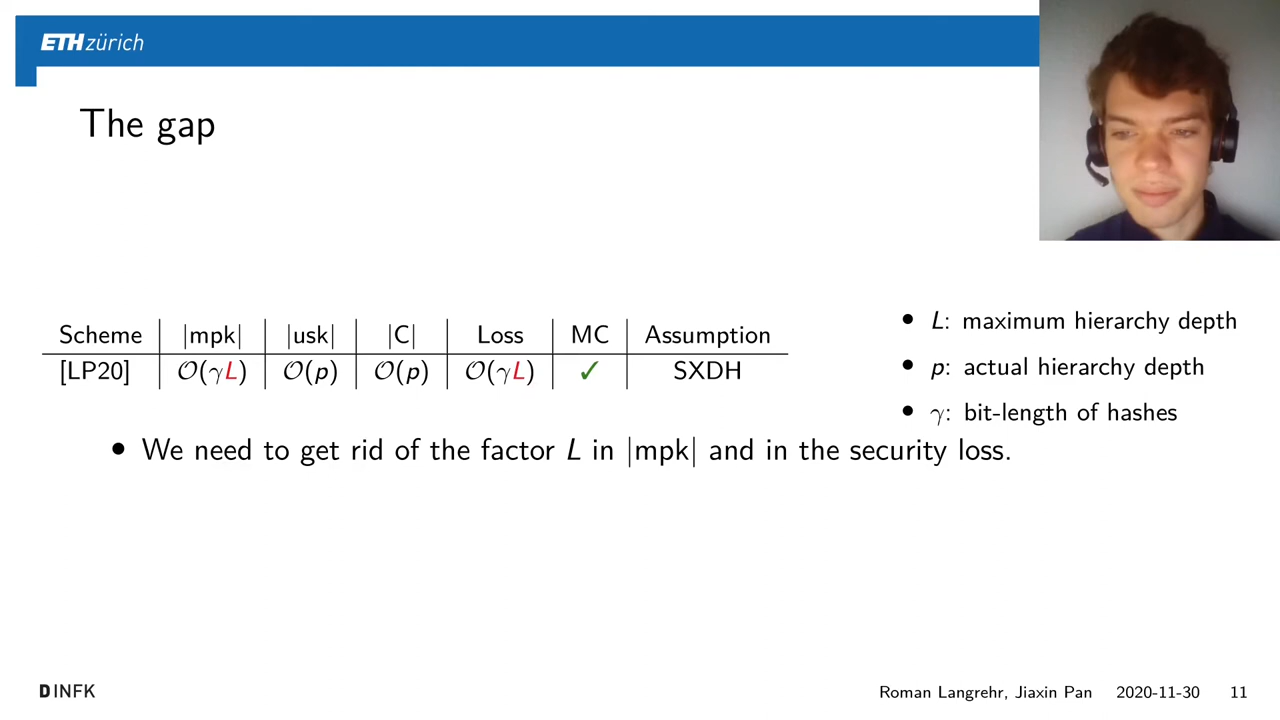 ETH zürich
The gap
Scheme |mpk| |usk| |C| Loss MC Assumption
[LP20] 𝒪(γL) 𝒪(p) 𝒪(p) 𝒪(γL) ✓ SXDH
• L: maximum hierarchy depth
• p: actual hierarchy depth
• γ: bit-length of hashes
• We need to get rid of the factor L in |mpk| and in the security loss.
D INFK
Roman Langrehr, Jiaxin Pan 2020-11-30 11